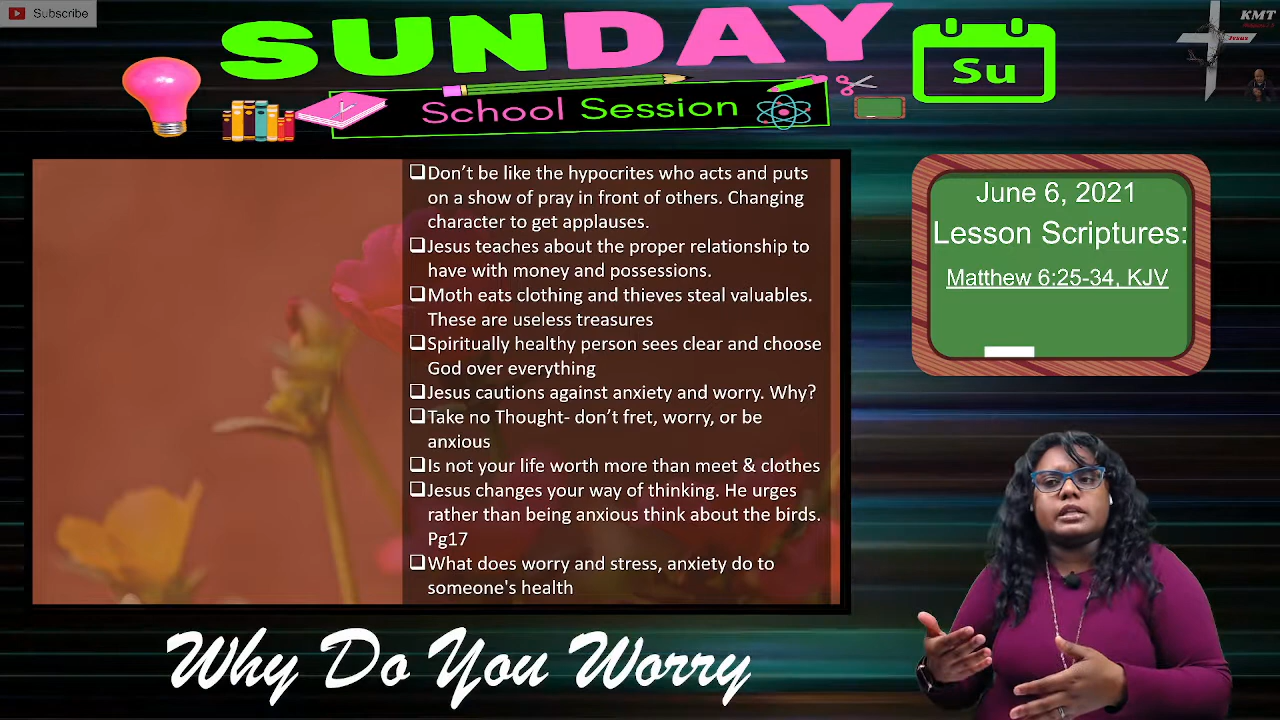 Subscribe
SUNDAY
School Session
Su
KMT
Jesus
Don't be like the hypocrites who acts and puts
on a show of pray in front of others. Changing
character to get applauses.
Jesus teaches about the proper relationship to
have with money and possessions.
Moth eats clothing and thieves steal valuables.
These are useless treasures
Spiritually healthy person sees clear and choose
God over everything
Jesus cautions against anxiety and worry. Why?
Take no Thought- don't fret, worry, or be
anxious
Is not your life worth more than meet & clothes
Jesus changes your way of thinking. He urges
rather than being anxious think about the birds.
Pg17
What does worry and stress, anxiety do to
someone's health
June 6, 2021
Lesson Scriptures:
Matthew 6:25-34, KJV
Why Do You Worry